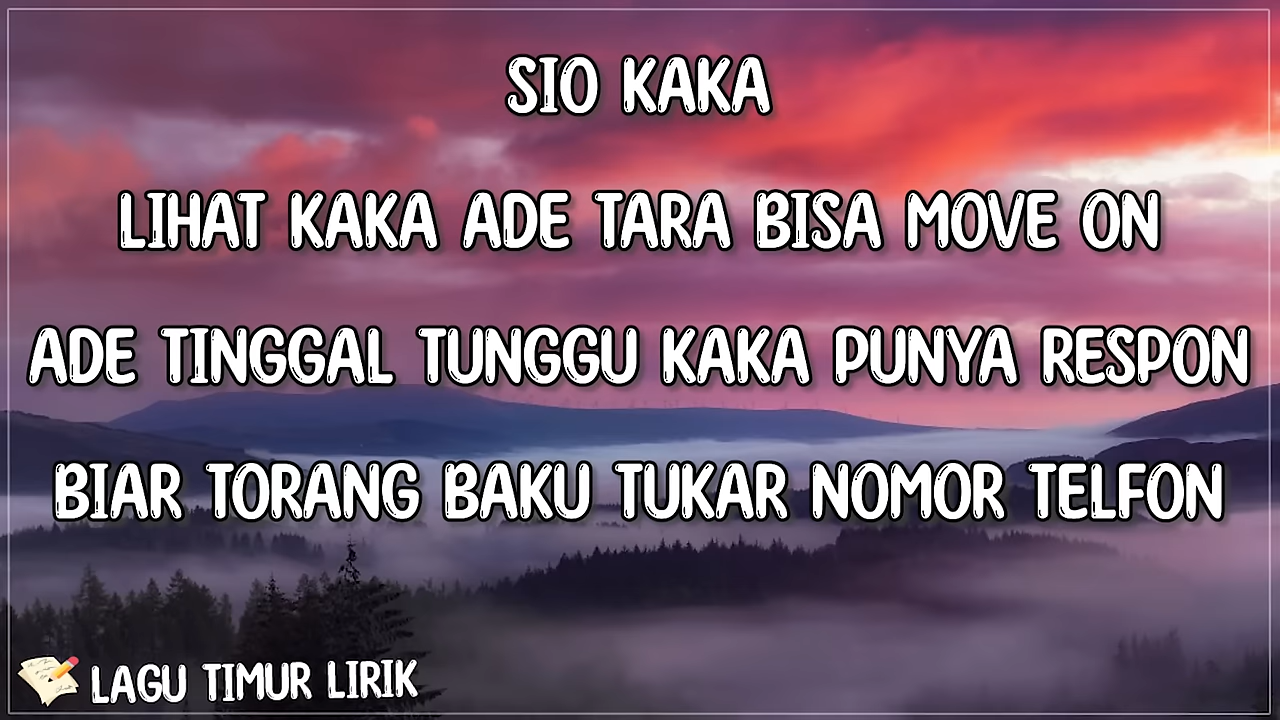 SIO KAKA
LIHAT KAKA ADE TARA BISA MOVE ON
ADE TINGGAL TUNGGU KAKA PUNYA RESPON
BIAR TORANG BAKU TUKAR NOMOR TELFON
LAGU TIMUR LIRIK